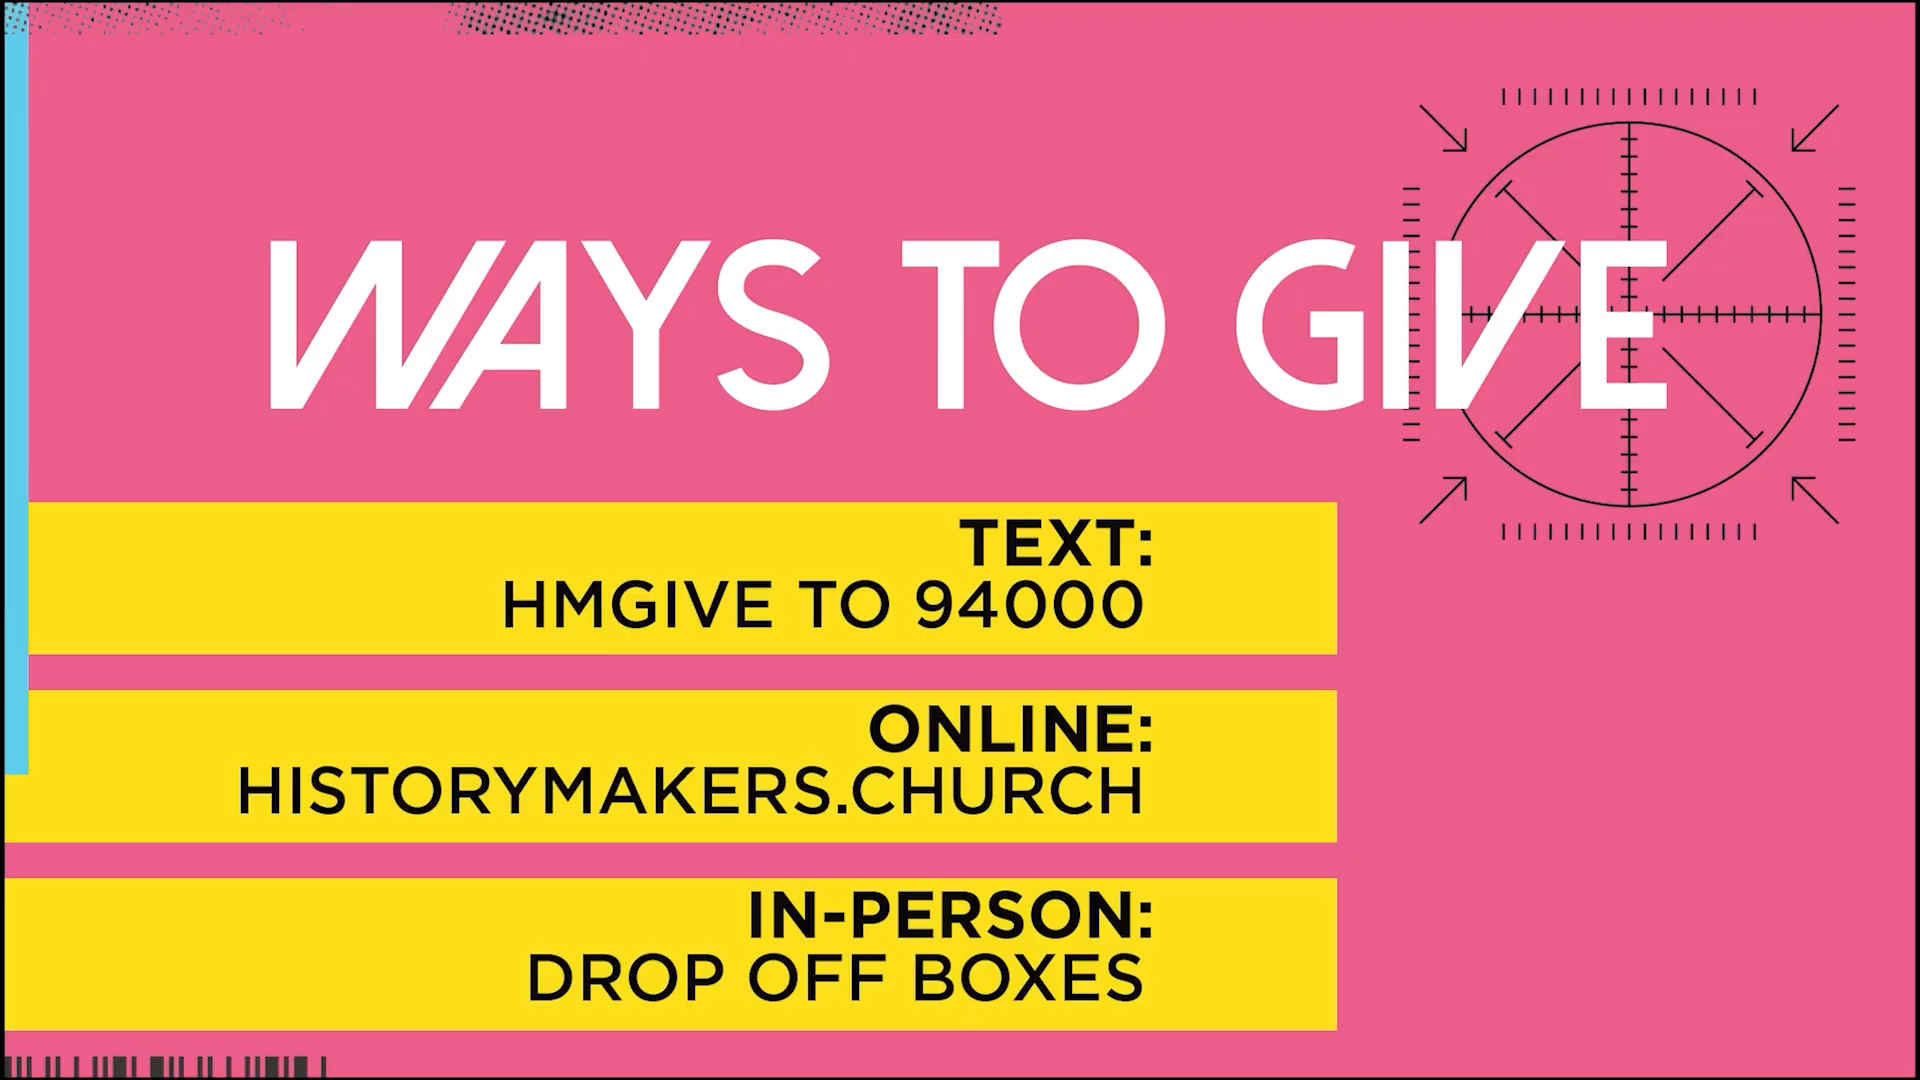 WAYS TO GIVE
TEXT:
HMGIVE TO 94000
ONLINE:
HISTORYMAKERS.CHURCH
IN-PERSON:
DROP OFF BOXES